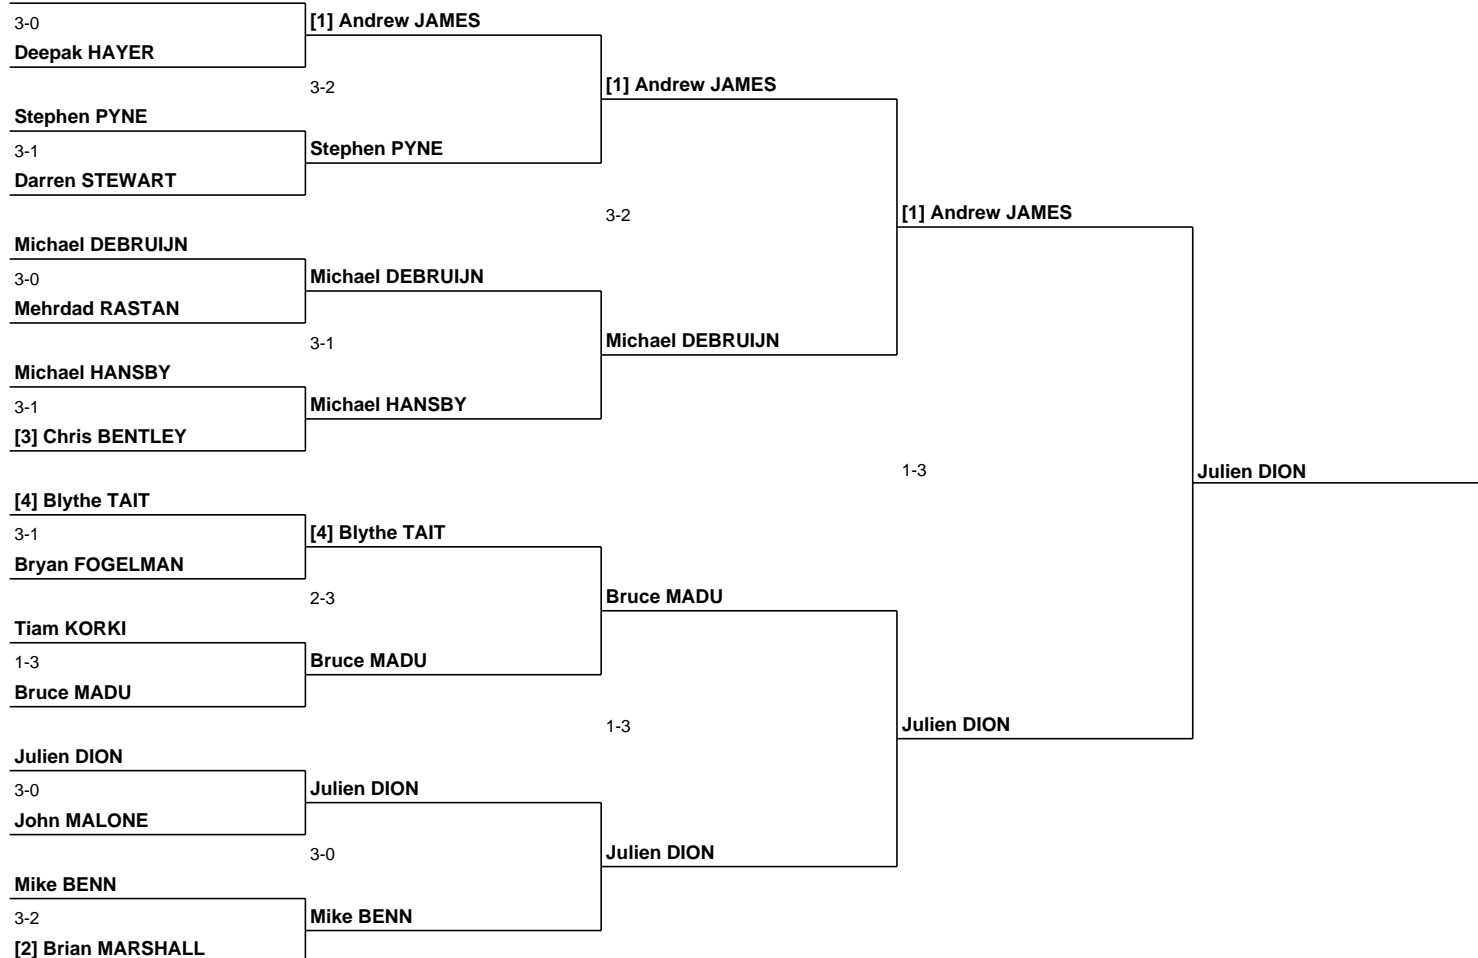 3-0
Deepak HAYER
Stephen PYNE
3-1
Darren STEWART
Michael DEBRUIJN
3-0
Mehrdad RASTAN
Michael HANSBY
3-1
[3] Chris BENTLEY
[4] Blythe TAIT
3-1
Bryan FOGELMAN
Tiam KORKI
1-3
Bruce MADU
Julien DION
3-0
John MALONE
Mike BENN
3-2
[2] Brian MARSHALL
[1] Andrew JAMES
3-2
Stephen PYNE
Michael DEBRUIJN
3-1
Michael HANSBY
[4] Blythe TAIT
2-3
Bruce MADU
Julien DION
3-0
Mike BENN
[1] Andrew JAMES
3-2
Michael DEBRUIJN
Bruce MADU
1-3
Julien DION
[1] Andrew JAMES
1-3
Julien DION
Julien DION